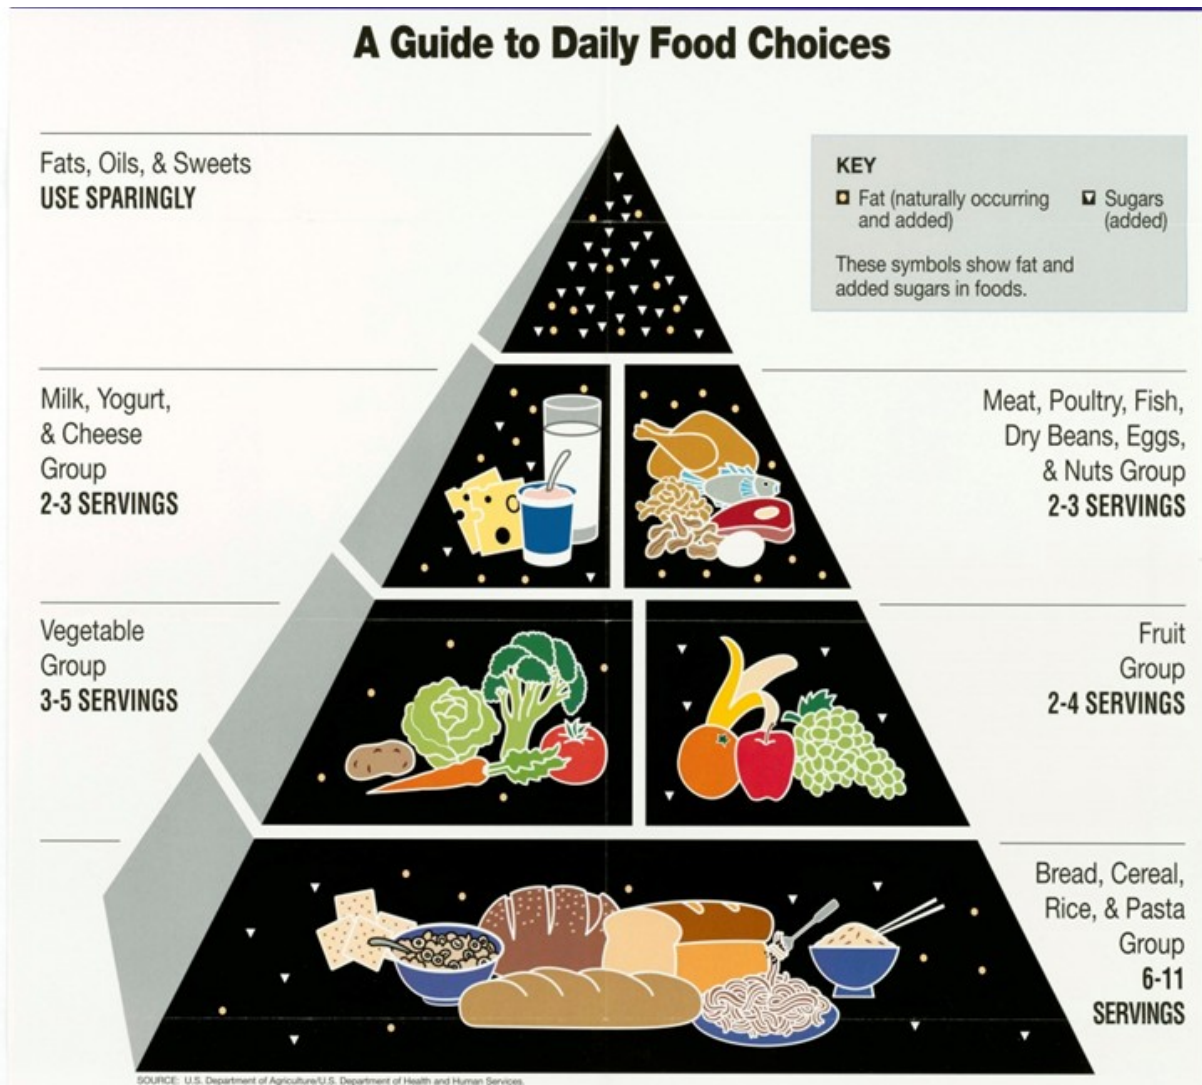 A Guide to Daily Food Choices
Fats, Oils, & Sweets
USE SPARINGLY
KEY
Fat (naturally occurring
and added)
Sugars
(added)
These symbols show fat and
added sugars in foods.
Milk, Yogurt,
& Cheese
Group
2-3 SERVINGS
Meat, Poultry, Fish,
Dry Beans, Eggs,
& Nuts Group
2-3 SERVINGS
Vegetable
Group
3-5 SERVINGS
Fruit
Group
2-4 SERVINGS
Bread, Cereal,
Rice, & Pasta
Group
6-11
SERVINGS
SOURCE: U.S. Department of Agriculture/U.S. Department of Health and Human Services.